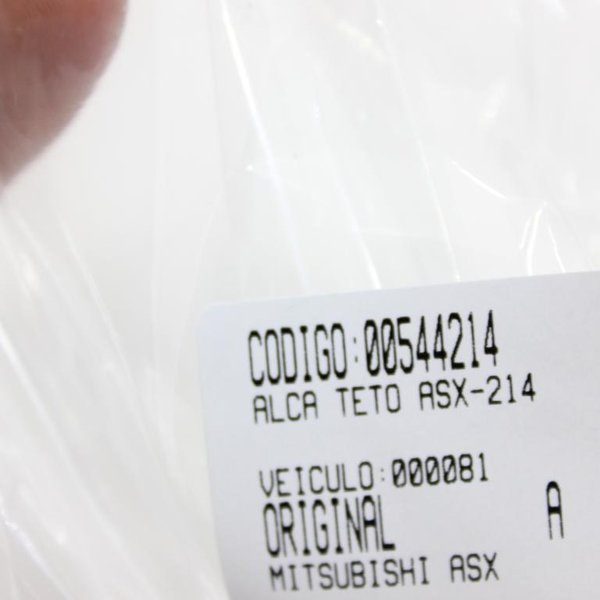 CODIGO:00544214
ALCA TETO ASX-214
VEICULO:000081
ORIGINAL A
MITSUBISHI ASX